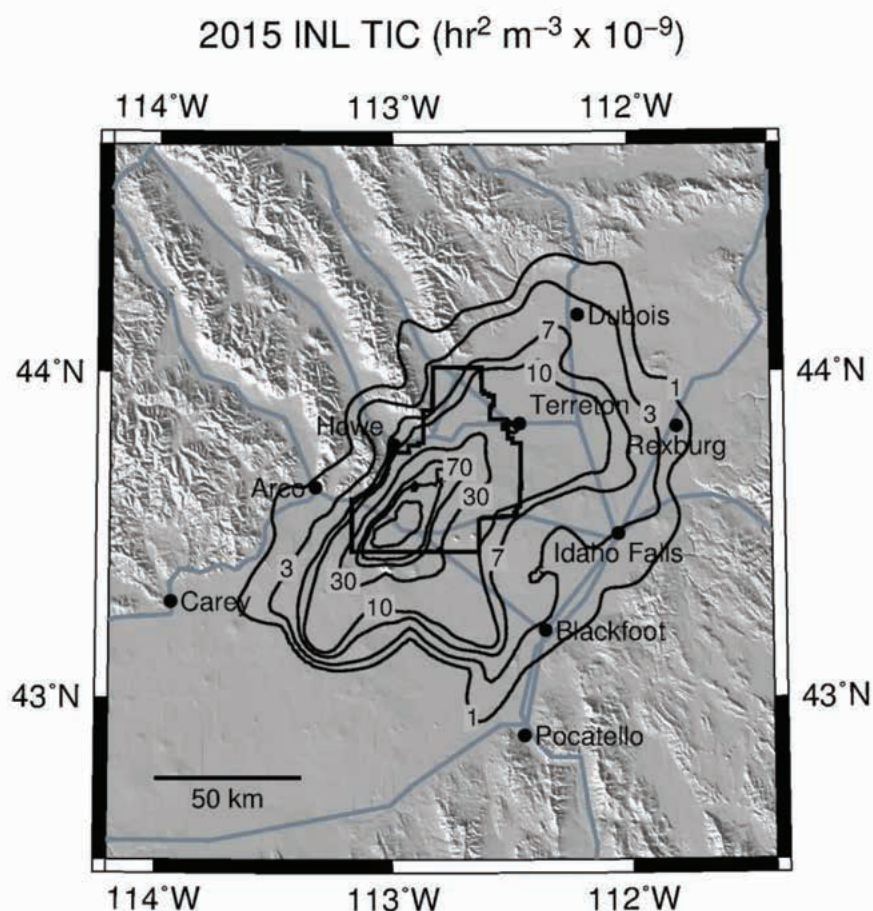 2015 INL TIC (hr² m⁻³ x 10⁻⁹)
114˚W 113˚W 112˚W
Dubois
7
44˚N 10 1 44˚N
Terreton 3
Howe Rexburg
70
Arco 30
Idaho Falls
3 7
30
Carey 10
Blackfoot
43˚N 43˚N
1
Pocatello
50 km
114˚W 113˚W 112˚W